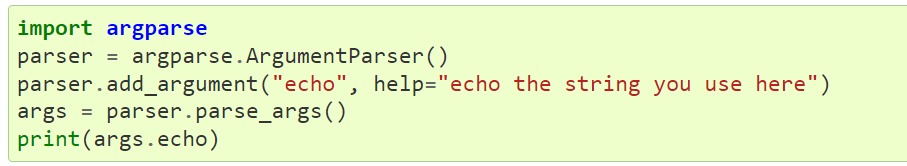 import argparse
parser = argparse.ArgumentParser()
parser.add_argument("echo", help="echo the string you use here")
args = parser.parse_args()
print(args.echo)